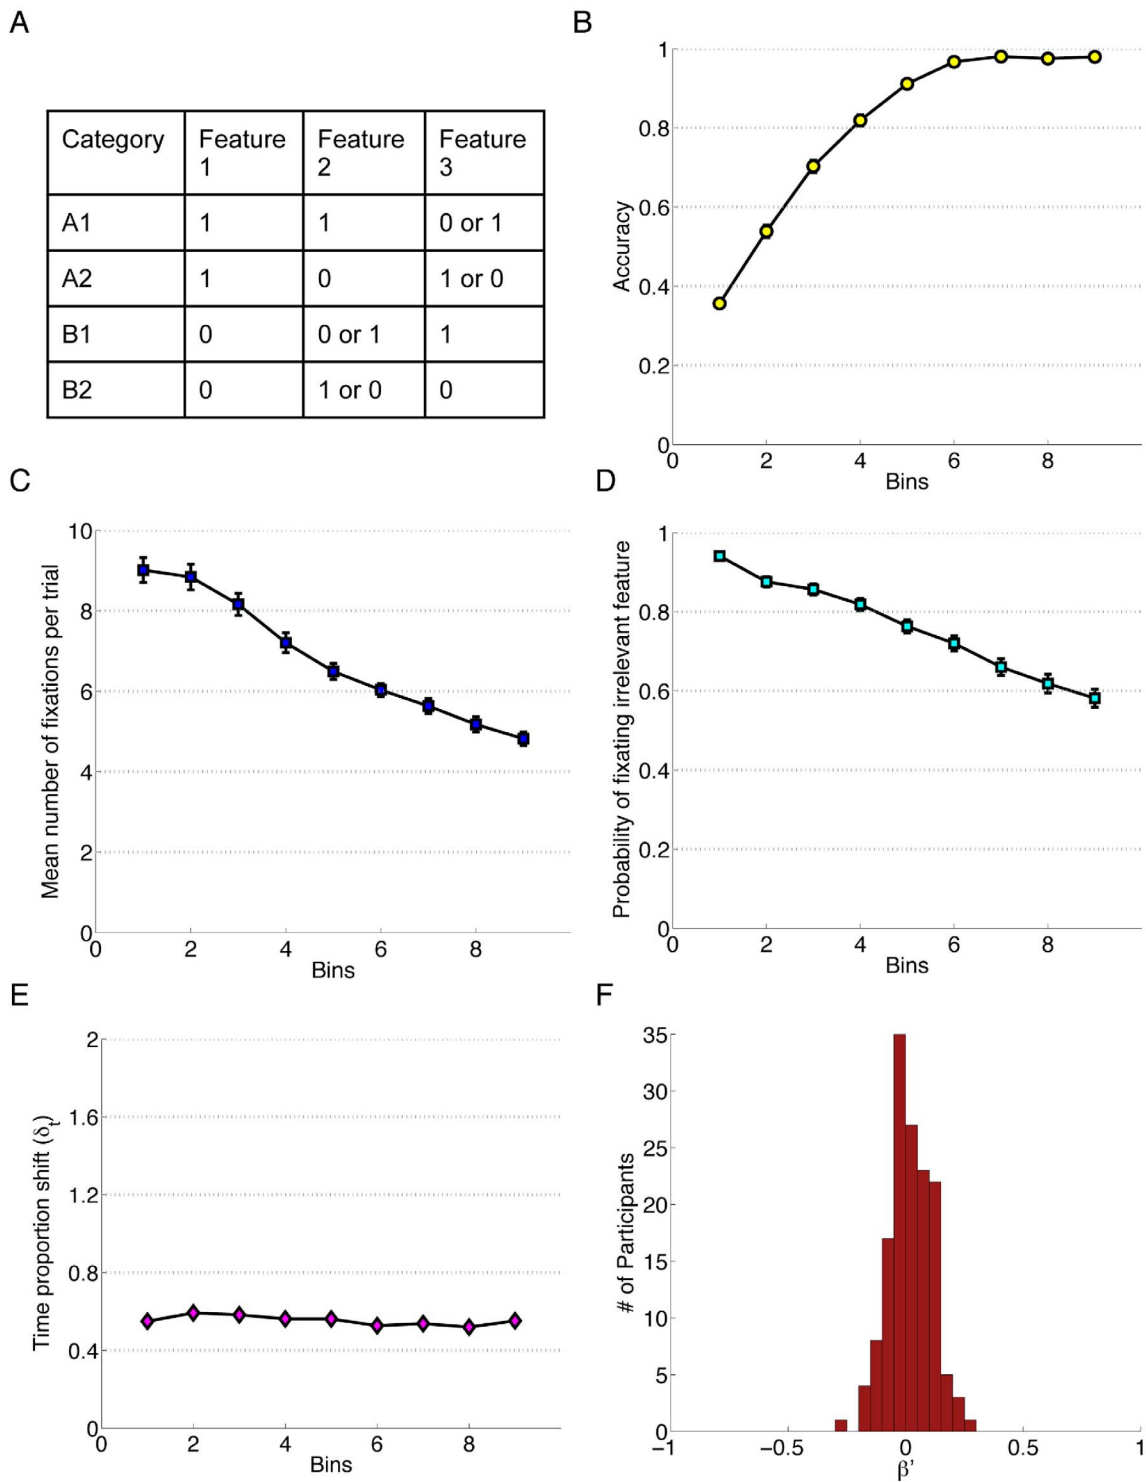 A
Category Feature 1 Feature 2 Feature 3
A1 1 1 0 or 1
A2 1 0 1 or 0
B1 0 0 or 1 1
B2 0 1 or 0 0
B
Accuracy
1
0.8
0.6
0.4
0.2
0
0 2 4 6 8
Bins
C
Mean number of fixations per trial
10
8
6
4
2
0
0 2 4 6 8
Bins
D
Probability of fixating irrelevant feature
1
0.8
0.6
0.4
0.2
0
0 2 4 6 8
Bins
E
Time proportion shift (δt)
2
1.6
1.2
0.8
0.4
0
0 2 4 6 8
Bins
F
# of Participants
35
30
25
20
15
10
5
0
−1 −0.5 0 0.5 1
β’